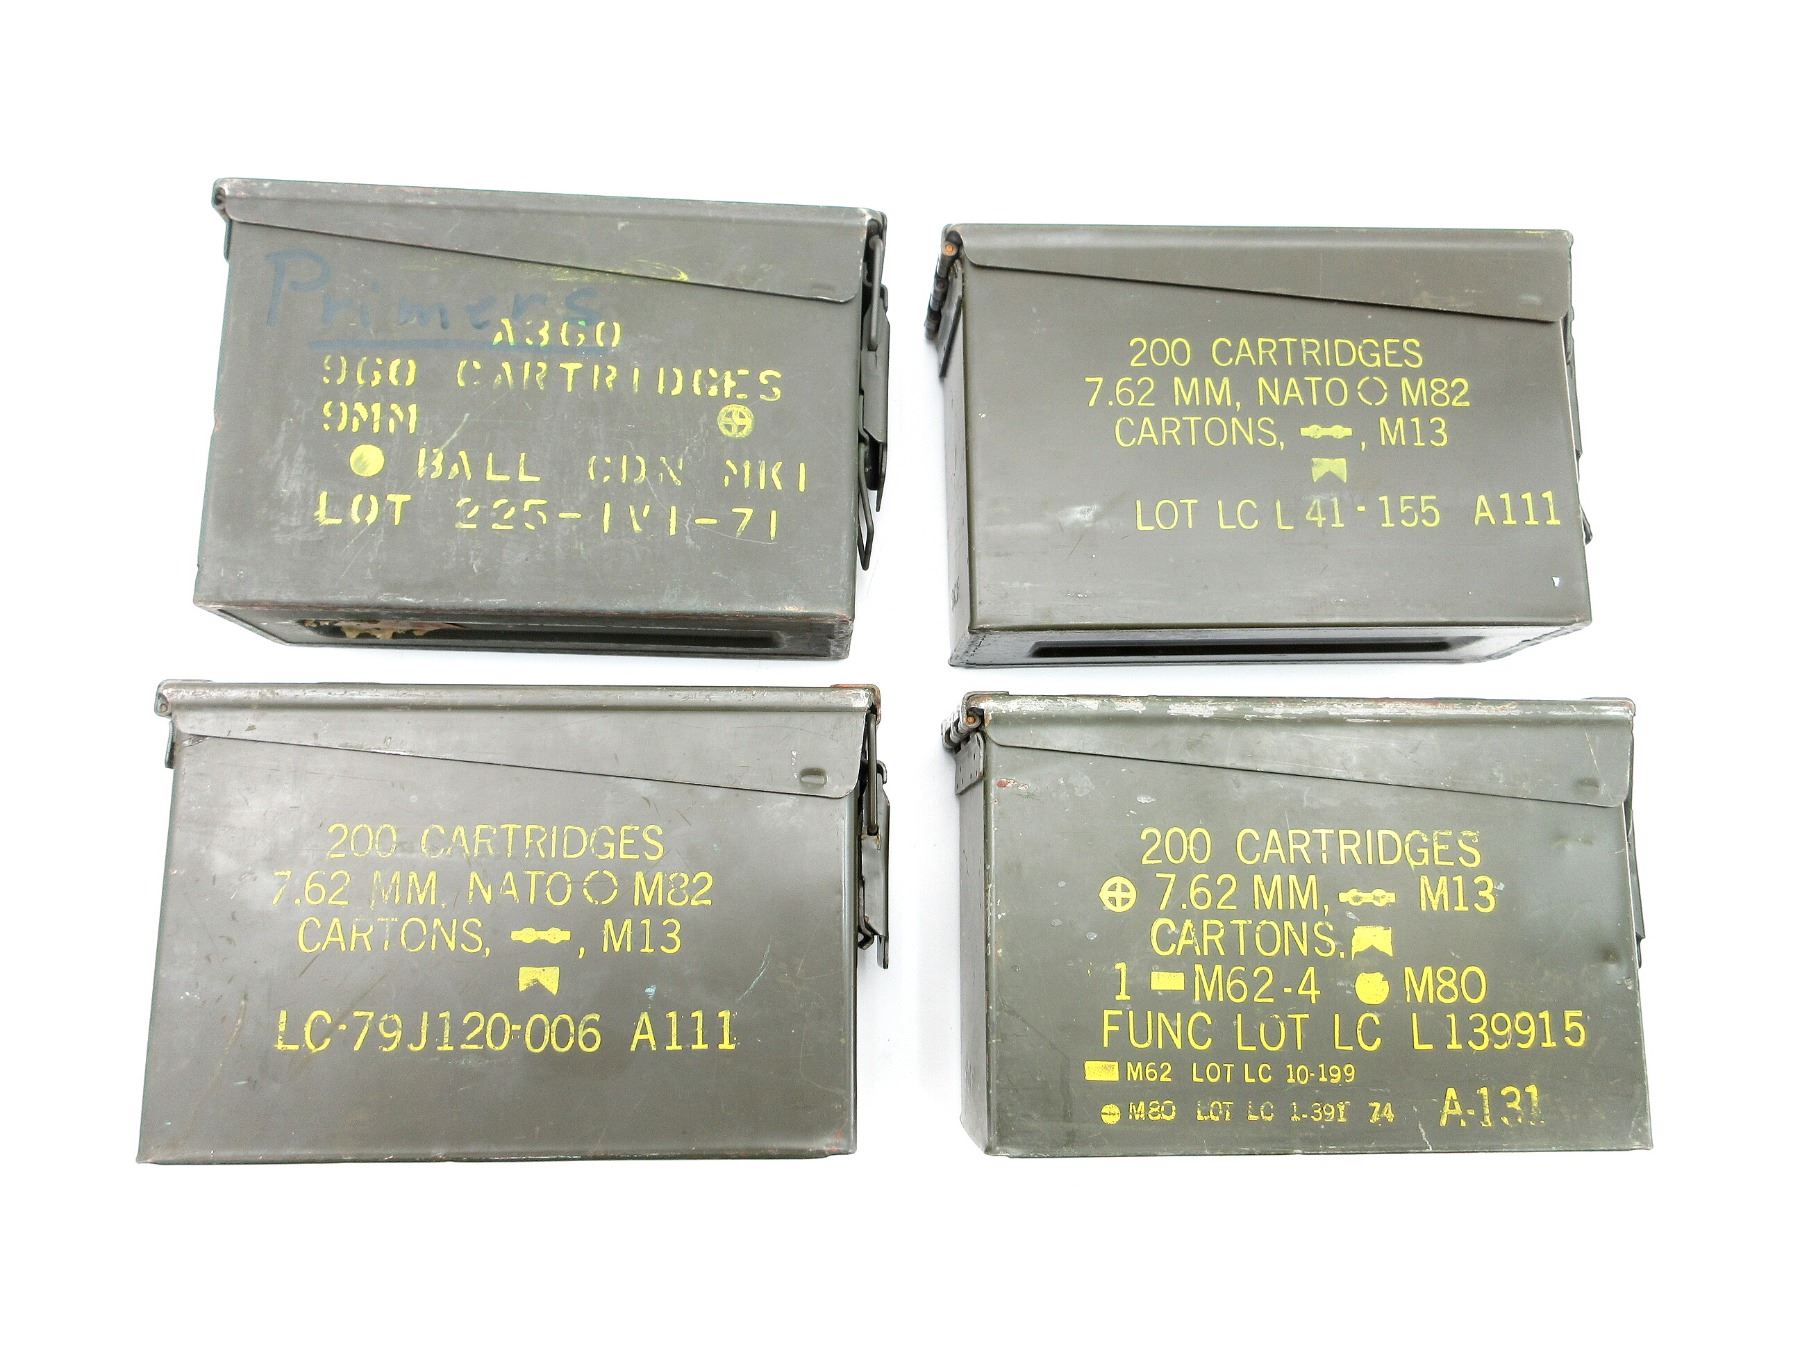 Primers
A360
960 CARTRIDGES
9MM
BALL CDN MK1
LOT 225-IVI-71
200 CARTRIDGES
7.62 MM, NATO M82
CARTONS, , M13
LOT LC L 41-155 A111
200 CARTRIDGES
7.62 MM, NATO M82
CARTONS, , M13
LC-79J120-006 A111
200 CARTRIDGES
7.62 MM, M13
CARTONS.
1 M62-4 M80
FUNC LOT LC L139915
M62 LOT LC 10-199
M80 LOT LC 74
A-131